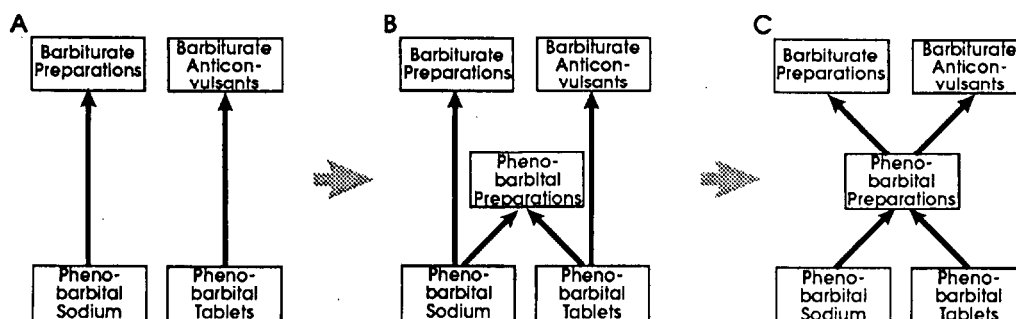 A
Barbiturate
Preparations
Barbiturate
Anticon-
vulsants
Pheno-
barbital
Sodium
Pheno-
barbital
Tablets
B
Barbiturate
Preparations
Barbiturate
Anticon-
vulsants
Pheno-
barbital
Preparations
Pheno-
barbital
Sodium
Pheno-
barbital
Tablets
C
Barbiturate
Preparations
Barbiturate
Anticon-
vulsants
Pheno-
barbital
Preparations
Pheno-
barbital
Sodium
Pheno-
barbital
Tablets